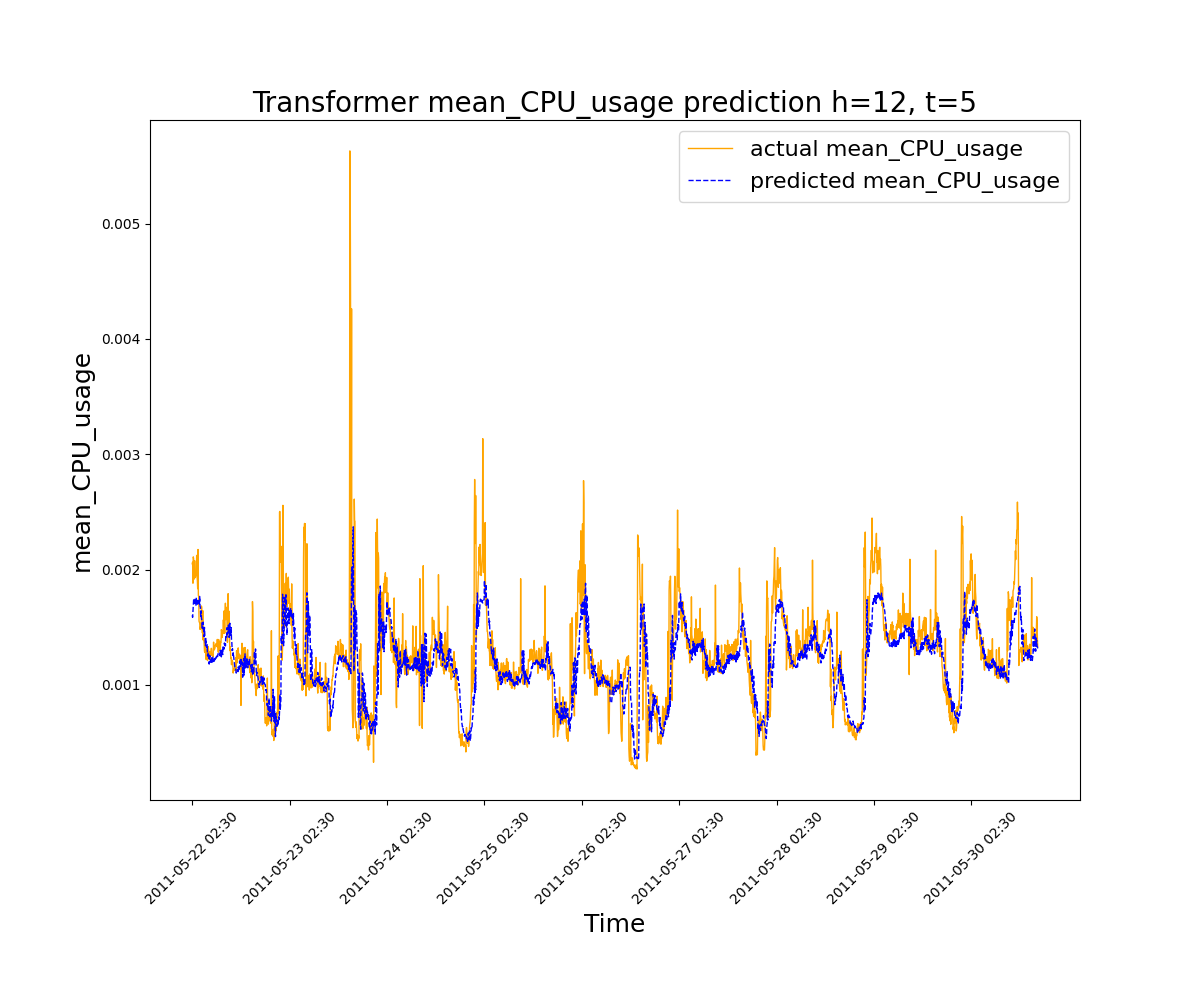 Transformer mean_CPU_usage prediction h=12, t=5
actual mean_CPU_usage
predicted mean_CPU_usage
mean_CPU_usage
0.005
0.004
0.003
0.002
0.001
2011-05-22 02:30
2011-05-23 02:30
2011-05-24 02:30
2011-05-25 02:30
2011-05-26 02:30
2011-05-27 02:30
2011-05-28 02:30
2011-05-29 02:30
2011-05-30 02:30
Time